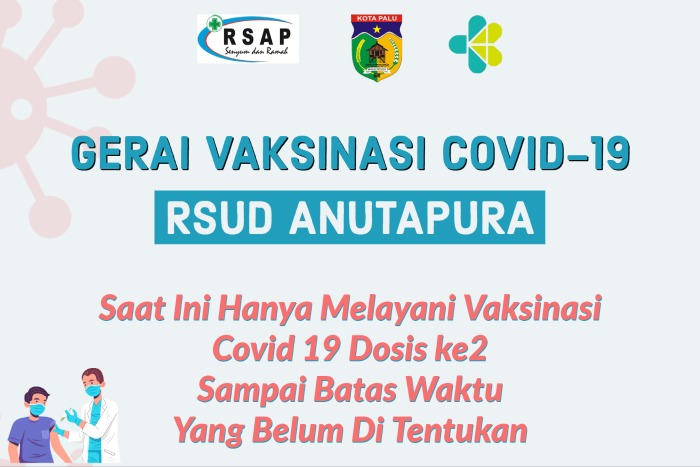 RSAP
Senyum dan Ramah
KOTA PALU
GERAI VAKSINASI COVID-19
RSUD ANUTAPURA
Saat Ini Hanya Melayani Vaksinasi
Covid 19 Dosis ke2
Sampai Batas Waktu
Yang Belum Di Tentukan